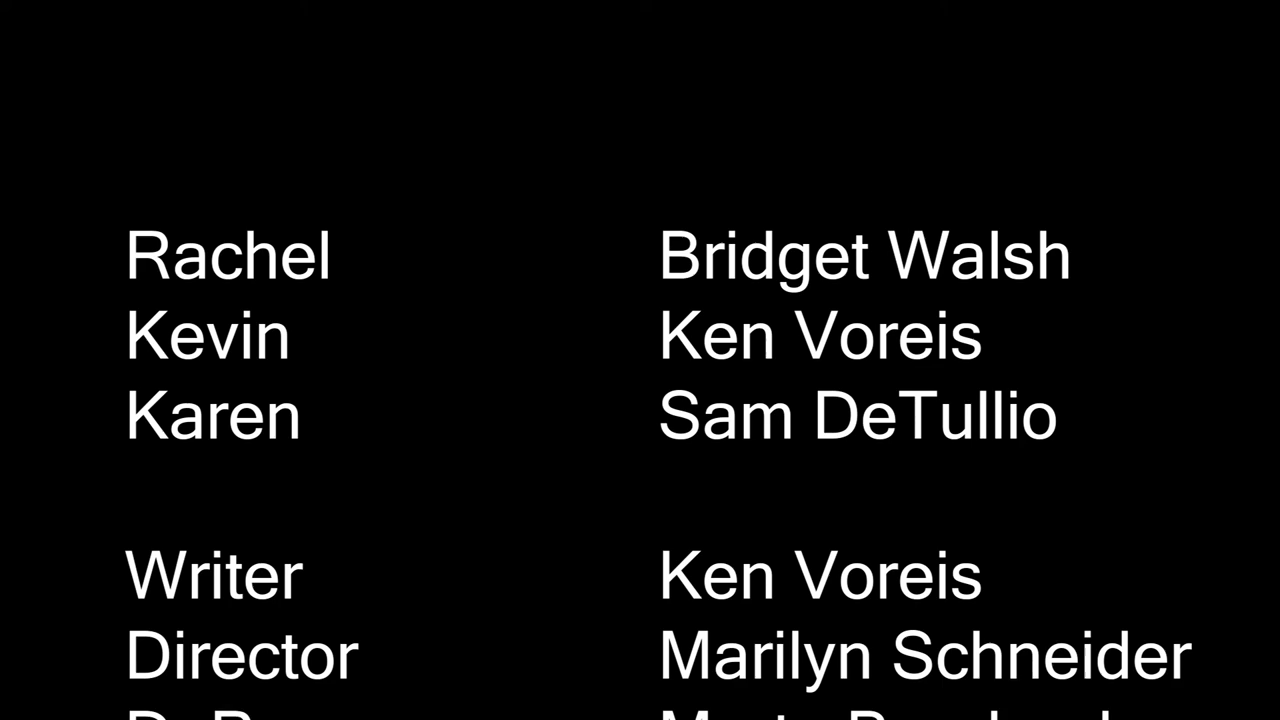 Rachel Bridget Walsh
Kevin Ken Voreis
Karen Sam DeTullio
Writer Ken Voreis
Director Marilyn Schneider